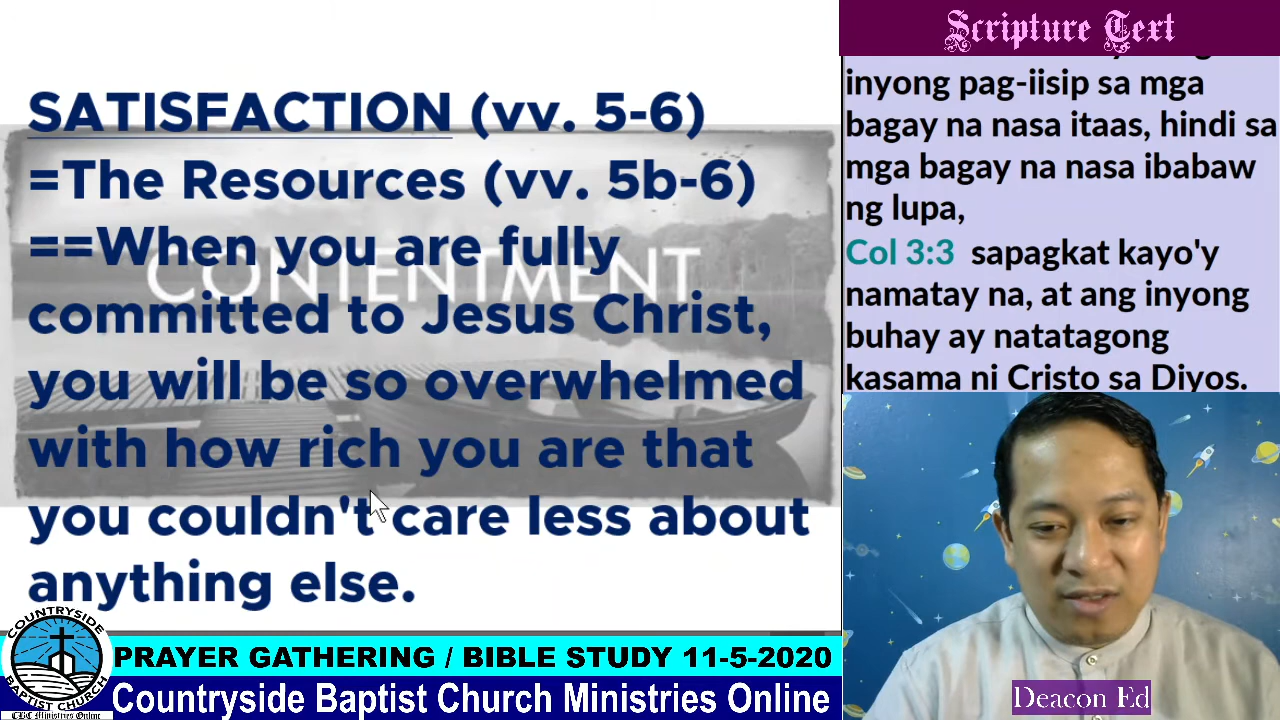 SATISFACTION (vv. 5-6)
=The Resources (vv. 5b-6)
==When you are fully
CONTENTMENT
committed to Jesus Christ,
you will be so overwhelmed
with how rich you are that
you couldn't care less about
anything else.
Scripture Text
inyong pag-iisip sa mga
bagay na nasa itaas, hindi sa
mga bagay na nasa ibabaw
ng lupa,
Col 3:3 sapagkat kayo'y
namatay na, at ang inyong
buhay ay natatagong
kasama ni Cristo sa Diyos.
Deacon Ed
COUNTRYSIDE
BAPTIST CHURCH
CBC Ministries Online
PRAYER GATHERING / BIBLE STUDY 11-5-2020
Countryside Baptist Church Ministries Online